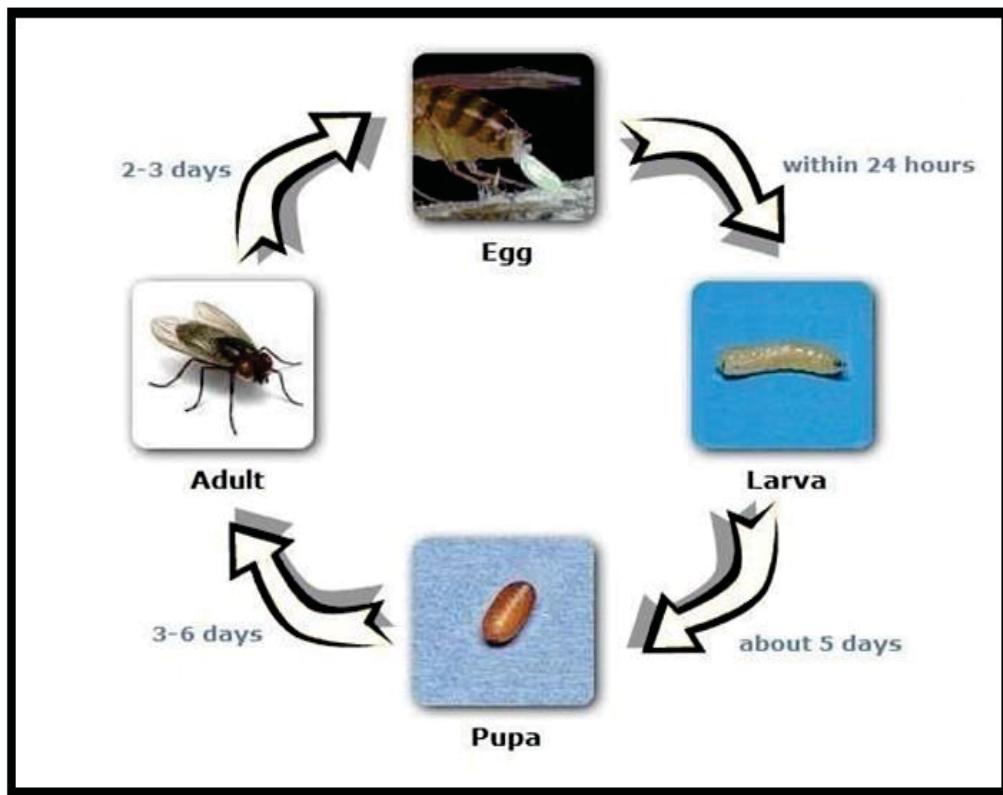 Egg
within 24 hours
Larva
about 5 days
Pupa
3-6 days
Adult
2-3 days